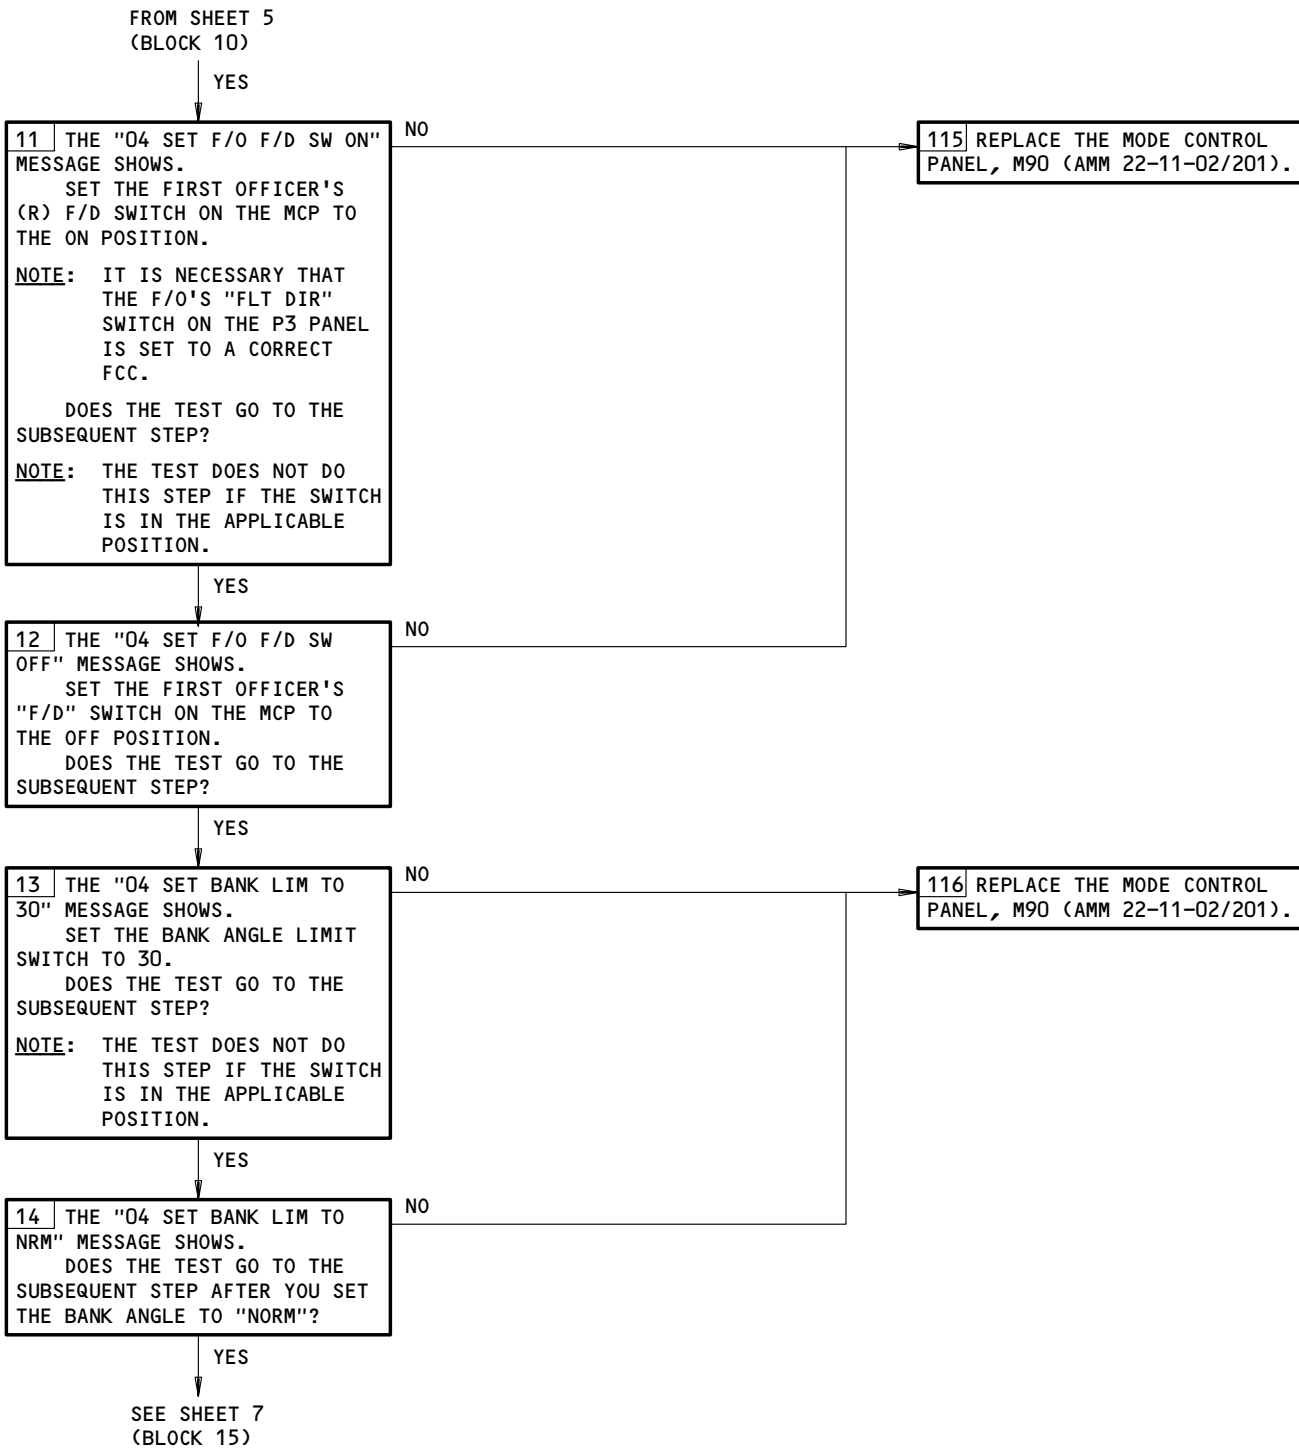 FROM SHEET 5
(BLOCK 10)
YES
11 THE "04 SET F/O F/D SW ON"
MESSAGE SHOWS.
SET THE FIRST OFFICER'S
(R) F/D SWITCH ON THE MCP TO
THE ON POSITION.
NOTE: IT IS NECESSARY THAT
THE F/O'S "FLT DIR"
SWITCH ON THE P3 PANEL
IS SET TO A CORRECT
FCC.
DOES THE TEST GO TO THE
SUBSEQUENT STEP?
NOTE: THE TEST DOES NOT DO
THIS STEP IF THE SWITCH
IS IN THE APPLICABLE
POSITION.
NO
115 REPLACE THE MODE CONTROL
PANEL, M90 (AMM 22-11-02/201).
YES
12 THE "04 SET F/O F/D SW
OFF" MESSAGE SHOWS.
SET THE FIRST OFFICER'S
"F/D" SWITCH ON THE MCP TO
THE OFF POSITION.
DOES THE TEST GO TO THE
SUBSEQUENT STEP?
NO
YES
13 THE "04 SET BANK LIM TO
30" MESSAGE SHOWS.
SET THE BANK ANGLE LIMIT
SWITCH TO 30.
DOES THE TEST GO TO THE
SUBSEQUENT STEP?
NOTE: THE TEST DOES NOT DO
THIS STEP IF THE SWITCH
IS IN THE APPLICABLE
POSITION.
NO
116 REPLACE THE MODE CONTROL
PANEL, M90 (AMM 22-11-02/201).
YES
14 THE "04 SET BANK LIM TO
NRM" MESSAGE SHOWS.
DOES THE TEST GO TO THE
SUBSEQUENT STEP AFTER YOU SET
THE BANK ANGLE TO "NORM"?
NO
YES
SEE SHEET 7
(BLOCK 15)